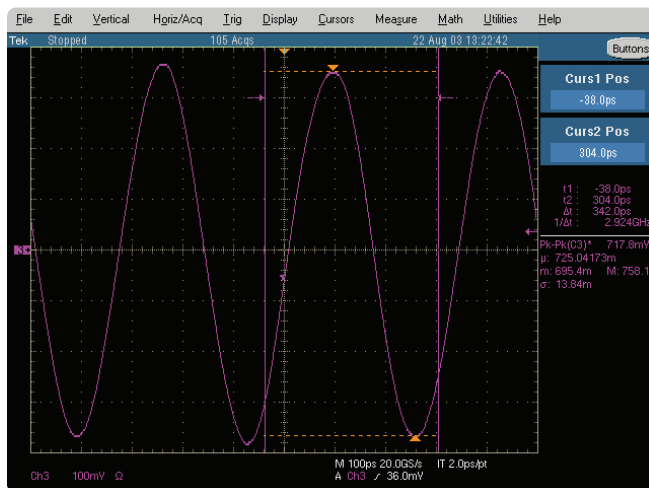 File Edit Vertical Horiz/Acq Trig Display Cursors Measure Math Utilities Help
Tek Stopped 105 Acqs 22 Aug 03 13:22:42
Buttons
Curs1 Pos
-38.0ps
Curs2 Pos
304.0ps
t1: -38.0ps
t2: 304.0ps
Δt: 342.0ps
1/Δt: 2.924GHz
3
Pk-Pk(C3)* 717.8mV
µ: 725.04173m
m: 695.4m M: 758.1
σ: 13.84m
M 100ps 20.0GS/s IT 2.0ps/pt
Ch3 100mV Ω
A Ch3 36.0mV